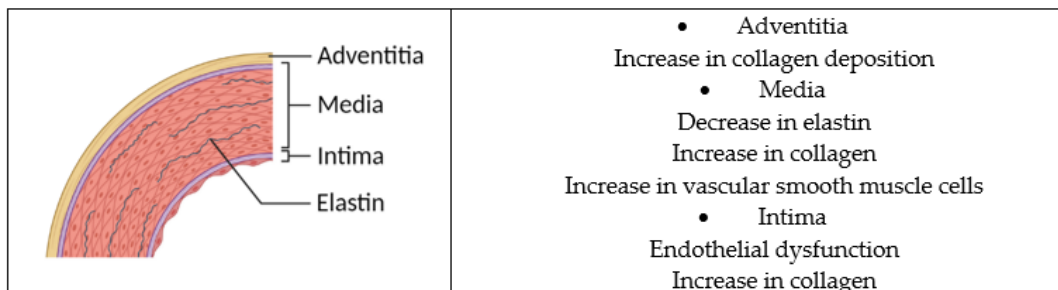 Adventitia
Media
Intima
Elastin
• Adventitia
Increase in collagen deposition
• Media
Decrease in elastin
Increase in collagen
Increase in vascular smooth muscle cells
• Intima
Endothelial dysfunction
Increase in collagen